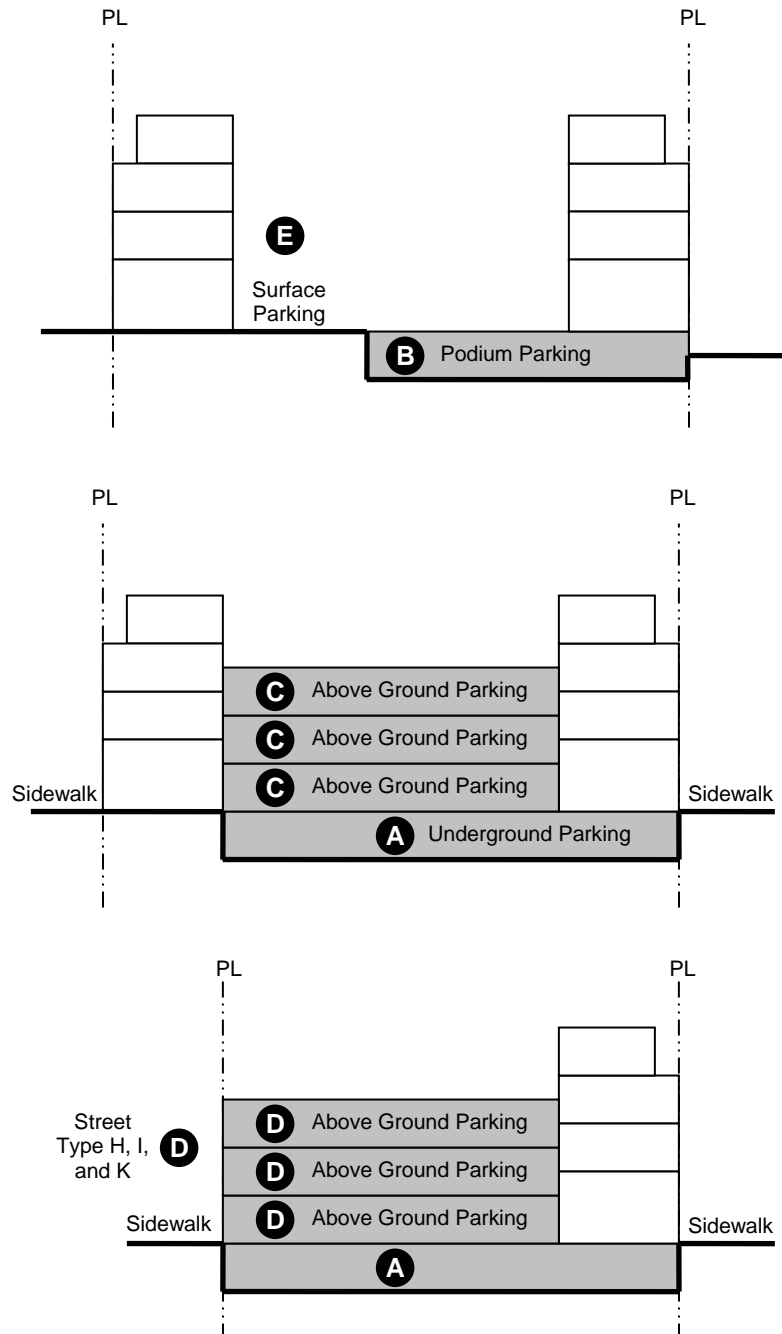 PL PL
E
Surface
Parking
B Podium Parking
PL PL
C Above Ground Parking
C Above Ground Parking
C Above Ground Parking
Sidewalk Sidewalk
A Underground Parking
PL PL
D Above Ground Parking
Street
Type H, I,
and K
D
D Above Ground Parking
D Above Ground Parking
Sidewalk Sidewalk
A